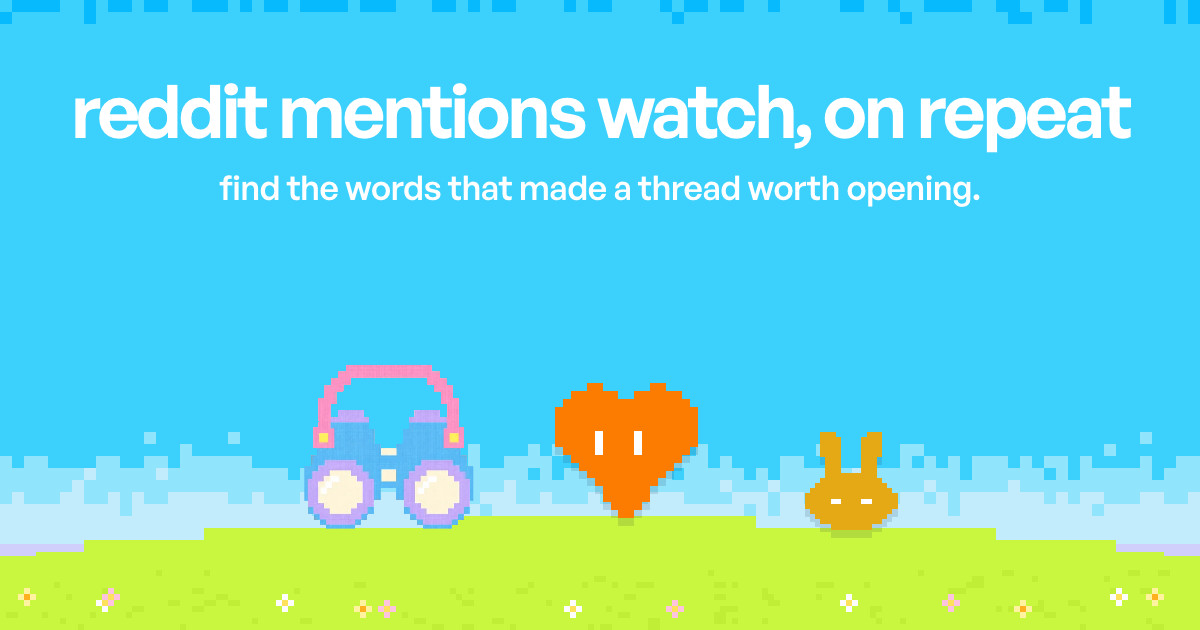 reddit mentions watch, on repeat
find the words that made a thread worth opening.